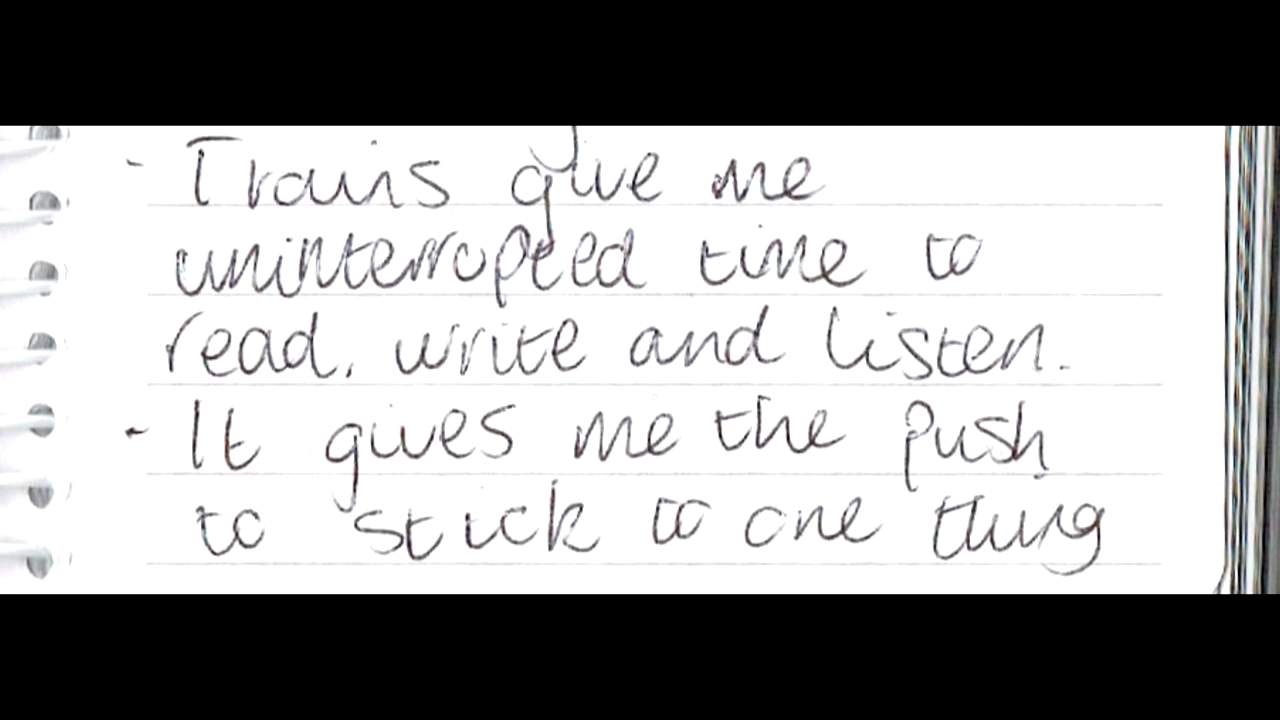 - Trains give me
uninterrupted time to
read, write and listen.
- It gives me the push
to stick to one thing